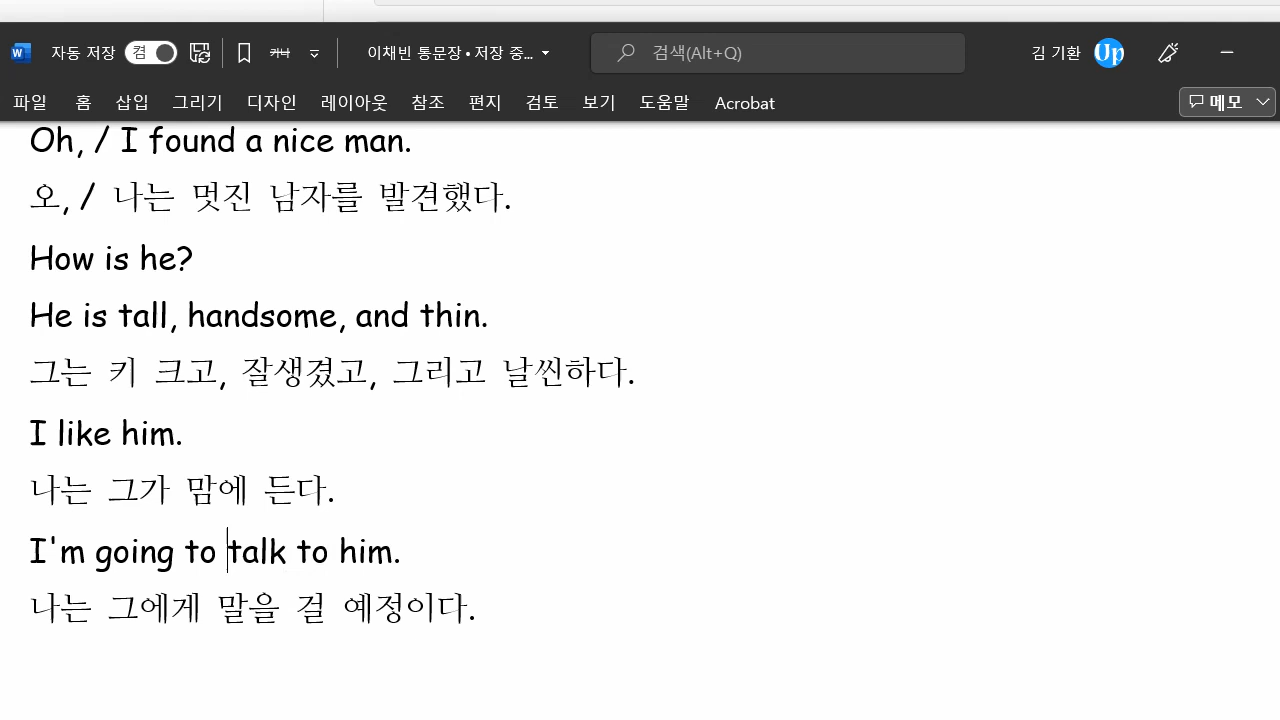 자동 저장 켬 가나 이채빈 통문장 • 저장 중... 검색(Alt+Q) 김 기환 Up
파일 홈 삽입 그리기 디자인 레이아웃 참조 편지 검토 보기 도움말 Acrobat 메모
Oh, / I found a nice man.
오, / 나는 멋진 남자를 발견했다.
How is he?
He is tall, handsome, and thin.
그는 키 크고, 잘생겼고, 그리고 날씬하다.
I like him.
나는 그가 맘에 든다.
I'm going to talk to him.
나는 그에게 말을 걸 예정이다.